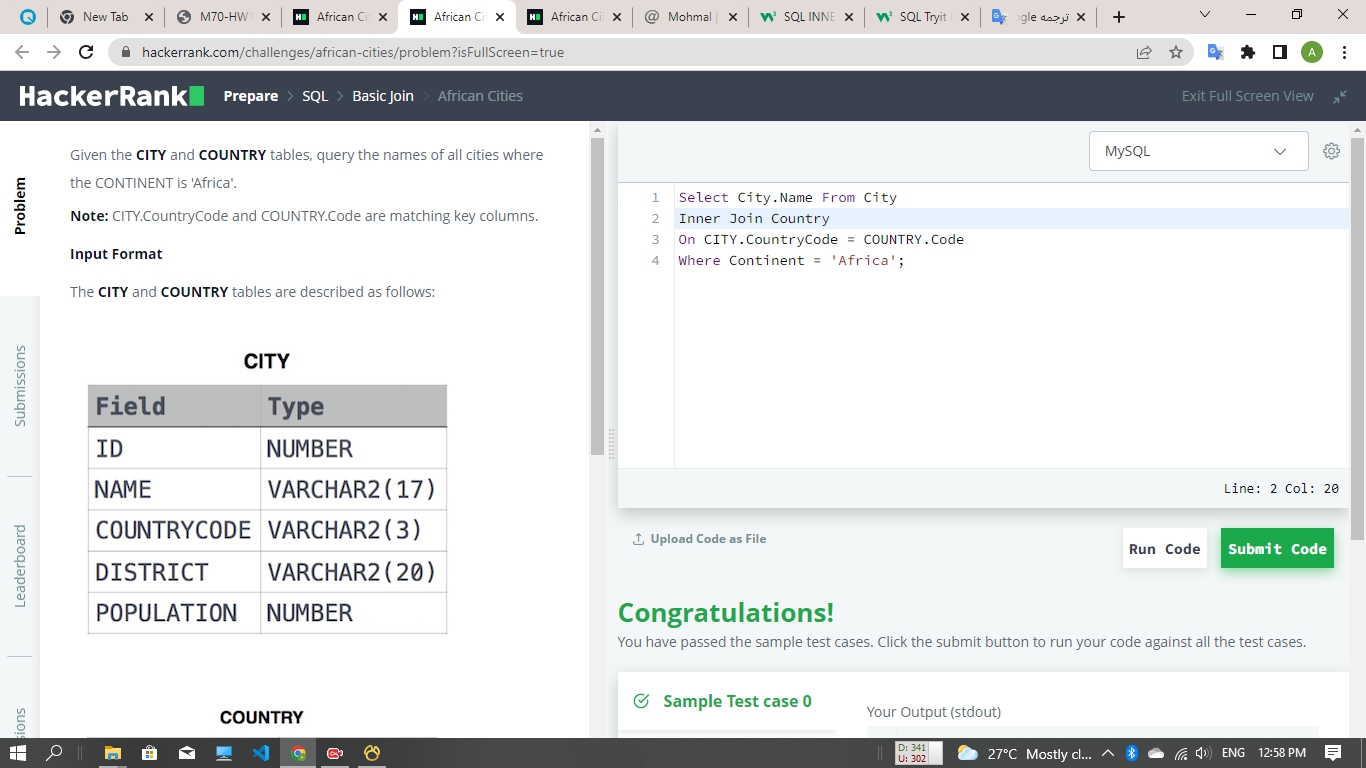 New Tab
M70-HW
African Ci
African Ci
African Ci
Mohmal
SQL INNE
SQL Tryit
ترجمه gle
hackerrank.com/challenges/african-cities/problem?isFullScreen=true
A
HackerRank
Prepare > SQL > Basic Join > African Cities
Exit Full Screen View
Problem
Submissions
Leaderboard
Given the CITY and COUNTRY tables, query the names of all cities where
the CONTINENT is 'Africa'.
Note: CITY.CountryCode and COUNTRY.Code are matching key columns.
Input Format
The CITY and COUNTRY tables are described as follows:
CITY
Field Type
ID NUMBER
NAME VARCHAR2(17)
COUNTRYCODE VARCHAR2(3)
DISTRICT VARCHAR2(20)
POPULATION NUMBER
COUNTRY
MySQL
1 Select City.Name From City
2 Inner Join Country
3 On CITY.CountryCode = COUNTRY.Code
4 Where Continent = 'Africa';
Line: 2 Col: 20
Upload Code as File
Run Code
Submit Code
Congratulations!
You have passed the sample test cases. Click the submit button to run your code against all the test cases.
Sample Test case 0
Your Output (stdout)
D: 341
U: 302
27°C Mostly cl...
ENG
12:58 PM